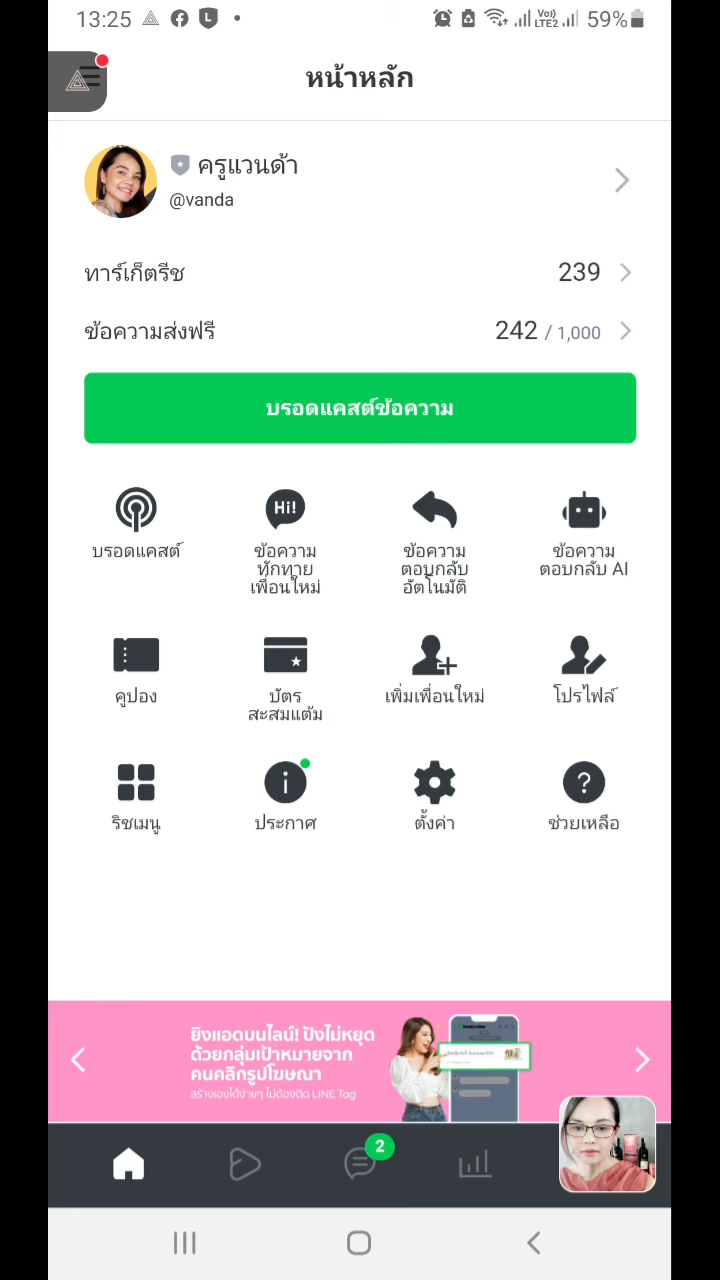 13:25
L
Vo))
LTE2
59%
หน้าหลัก
ครูแวนด้า
@vanda
ทาร์เก็ตรีช
239
ข้อความส่งฟรี
242 / 1,000
บรอดแคสต์ข้อความ
Hi!
บรอดแคสต์
ข้อความ
ทักทาย
เพื่อนใหม่
ข้อความ
ตอบกลับ
อัตโนมัติ
ข้อความ
ตอบกลับ AI
คูปอง
บัตร
สะสมแต้ม
เพิ่มเพื่อนใหม่
โปรไฟล์
ริชเมนู
ประกาศ
ตั้งค่า
ช่วยเหลือ
ยิงแอดบนไลน์! ปังไม่หยุด
ด้วยกลุ่มเป้าหมายจาก
คนคลิกรูปโฆษณา
สร้างเองได้ง่ายๆ ไม่ต้องติด LINE Tag
2